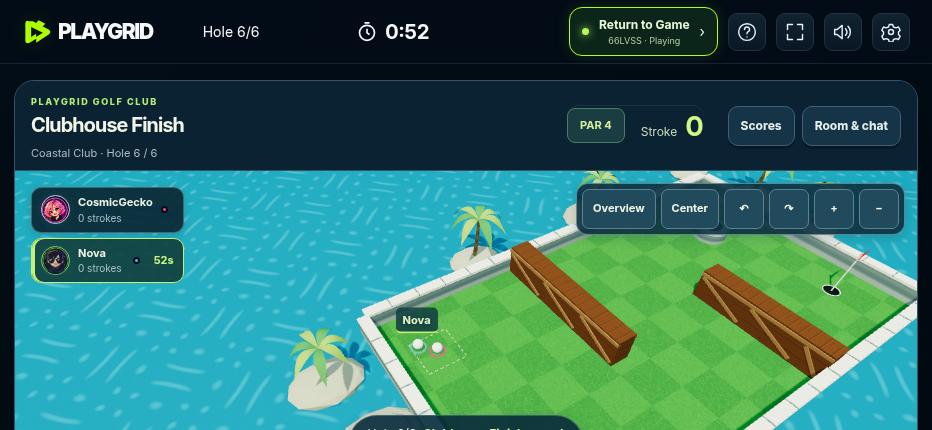 PLAYGRID
Hole 6/6
0:52
Return to Game
66LVSS · Playing
PLAYGRID GOLF CLUB
Clubhouse Finish
Coastal Club · Hole 6 / 6
PAR 4
Stroke 0
Scores
Room & chat
CosmicGecko
0 strokes
Nova
0 strokes
52s
Overview
Center
Nova